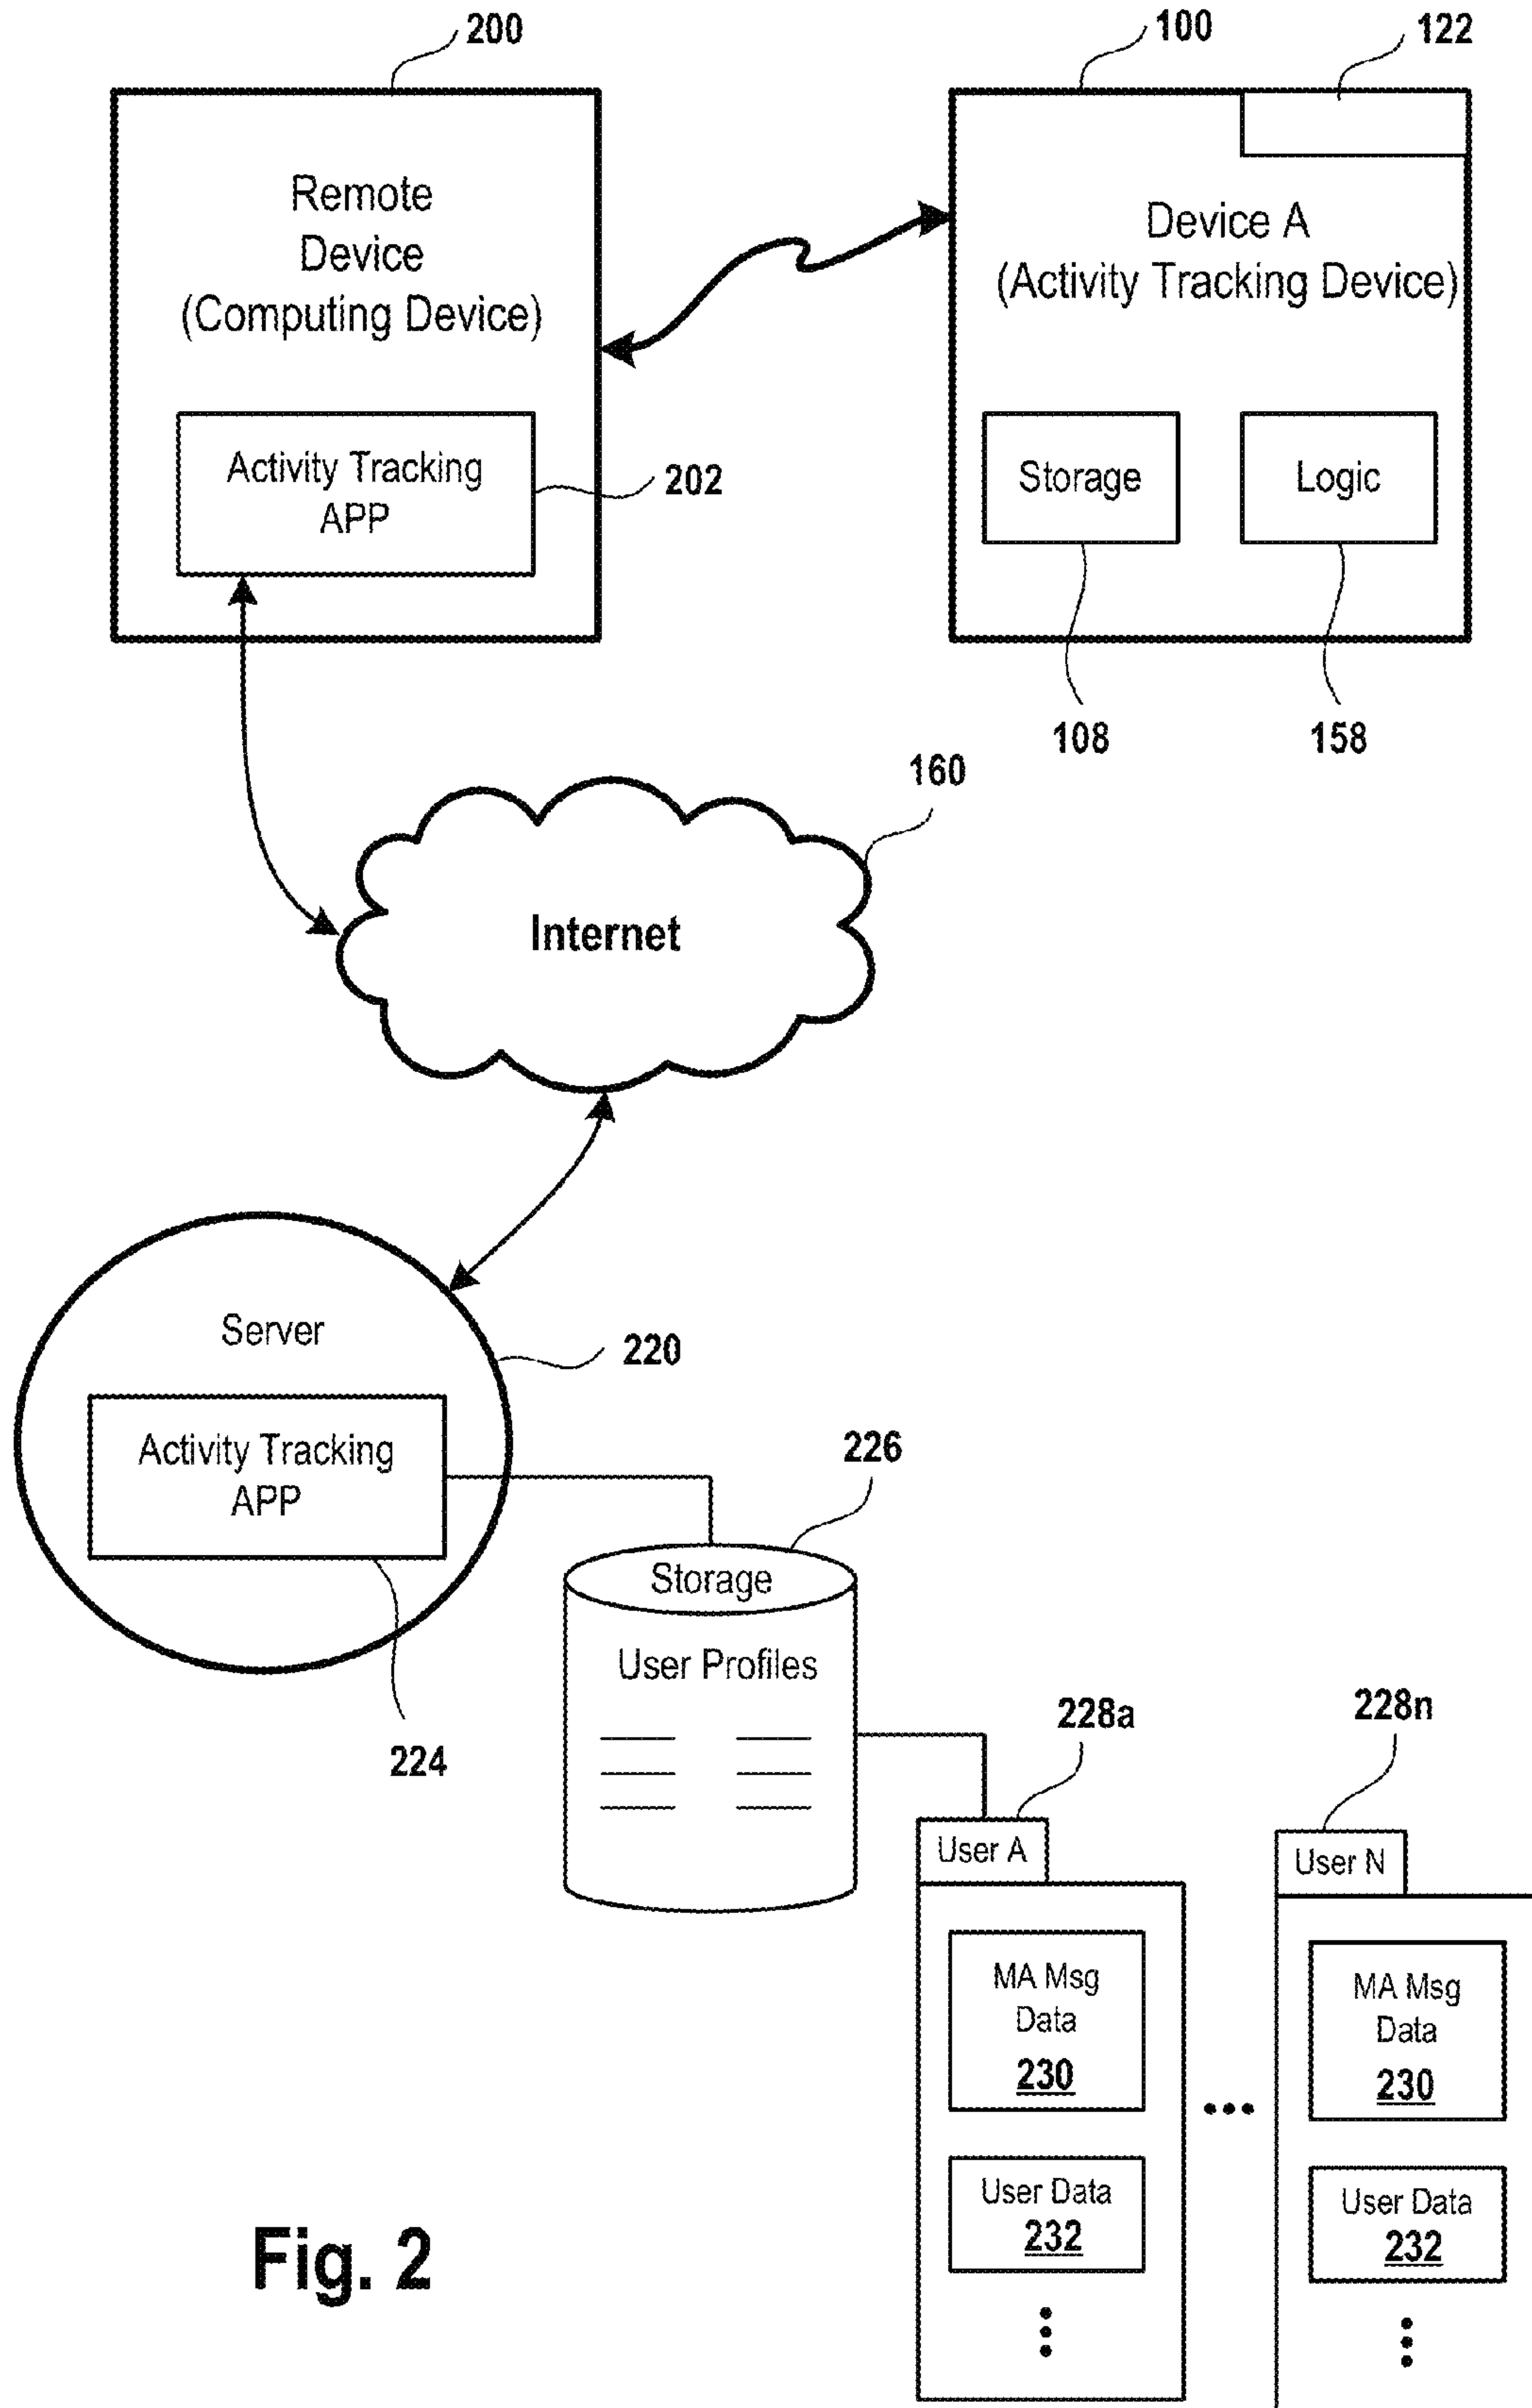 200
100
122
Remote
Device
(Computing Device)
Device A
(Activity Tracking Device)
Activity Tracking
APP
202
Storage
Logic
108
158
160
Internet
Server
220
Activity Tracking
APP
224
226
Storage
User Profiles
228a
228n
User A
User N
MA Msg
Data
230
MA Msg
Data
230
User Data
232
User Data
232
Fig. 2